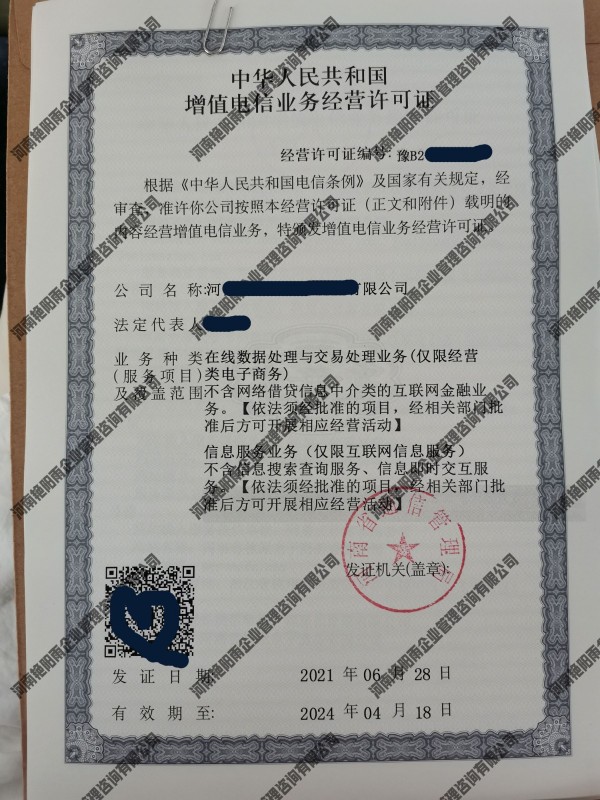 中华人民共和国
增值电信业务经营许可证
经营许可证编号:豫B2
根据《中华人民共和国电信条例》及国家有关规定，经
审查，准许你公司按照本经营许可证（正文和附件）载明的
内容经营增值电信业务，特颁发增值电信业务经营许可证。
公司名称:河 有限公司
法定代表人
业务种类 在线数据处理与交易处理业务(仅限经营
(服务项目) 类电子商务)
及覆盖范围: 不含网络借贷信息中介类的互联网金融业
务。【依法须经批准的项目，经相关部门批
准后方可开展相应经营活动】
信息服务业务（仅限互联网信息服务）
不含信息搜索查询服务、信息即时交互服
务。【依法须经批准的项目，经相关部门批
准后方可开展相应经营活动】
河南省通信管理局
发证机关(盖章):
发证日期: 2021 年 06 月 28 日
有效期至: 2024 年 04 月 18 日
河南艳阳雨企业管理咨询有限公司